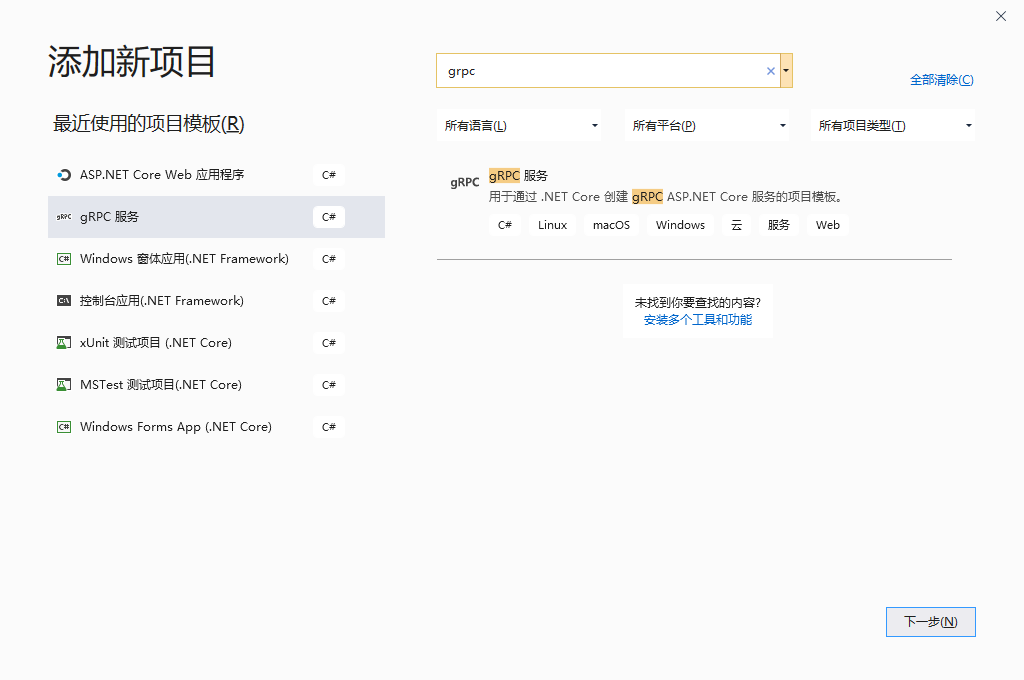 添加新项目
最近使用的项目模板(R)
ASP.NET Core Web 应用程序 C#
gRPC gRPC 服务 C#
C# Windows 窗体应用(.NET Framework) C#
C:\ 控制台应用(.NET Framework) C#
xUnit 测试项目 (.NET Core) C#
MSTest 测试项目(.NET Core) C#
C# Windows Forms App (.NET Core) C#
grpc
全部清除(C)
所有语言(L) 所有平台(P) 所有项目类型(T)
gRPC gRPC 服务
用于通过 .NET Core 创建 gRPC ASP.NET Core 服务的项目模板。
C# Linux macOS Windows 云 服务 Web
未找到你要查找的内容?
安装多个工具和功能
下一步(N)